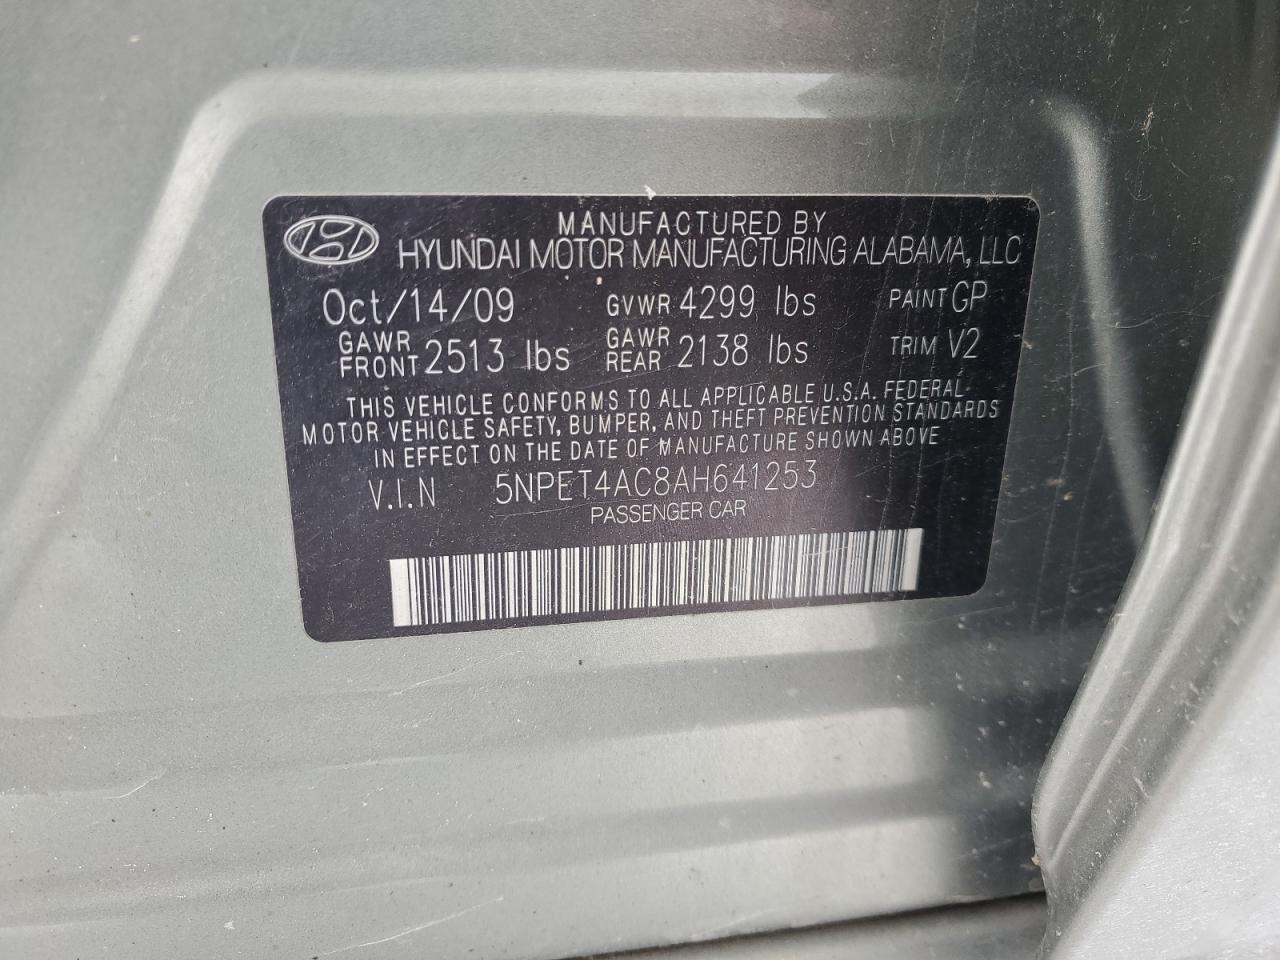 MANUFACTURED BY
HYUNDAI MOTOR MANUFACTURING ALABAMA, LLC
Oct/14/09 GVWR 4299 lbs PAINT GP
GAWR FRONT 2513 lbs GAWR REAR 2138 lbs TRIM V2
THIS VEHICLE CONFORMS TO ALL APPLICABLE U.S.A. FEDERAL
MOTOR VEHICLE SAFETY, BUMPER, AND THEFT PREVENTION STANDARDS
IN EFFECT ON THE DATE OF MANUFACTURE SHOWN ABOVE
V.I.N 5NPET4AC8AH641253
PASSENGER CAR